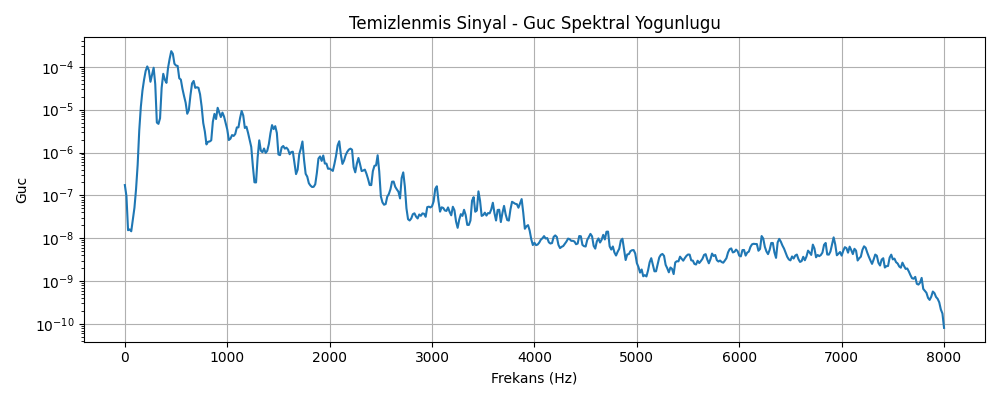 Temizlenmis Sinyal - Guc Spektral Yogunlugu
Guc
10⁻⁴
10⁻⁵
10⁻⁶
10⁻⁷
10⁻⁸
10⁻⁹
10⁻¹⁰
0 1000 2000 3000 4000 5000 6000 7000 8000
Frekans (Hz)